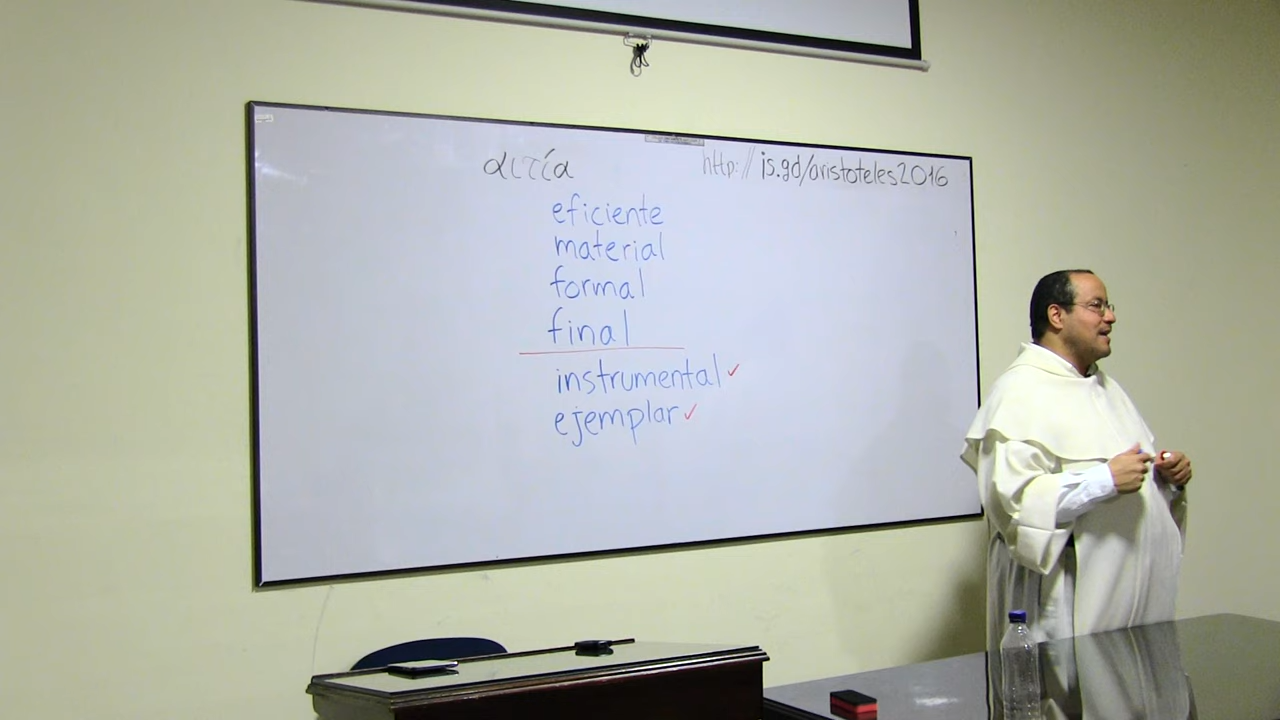 αιτία
http://is.gd/aristoteles2016
eficiente
material
formal
final
instrumental ✓
ejemplar ✓